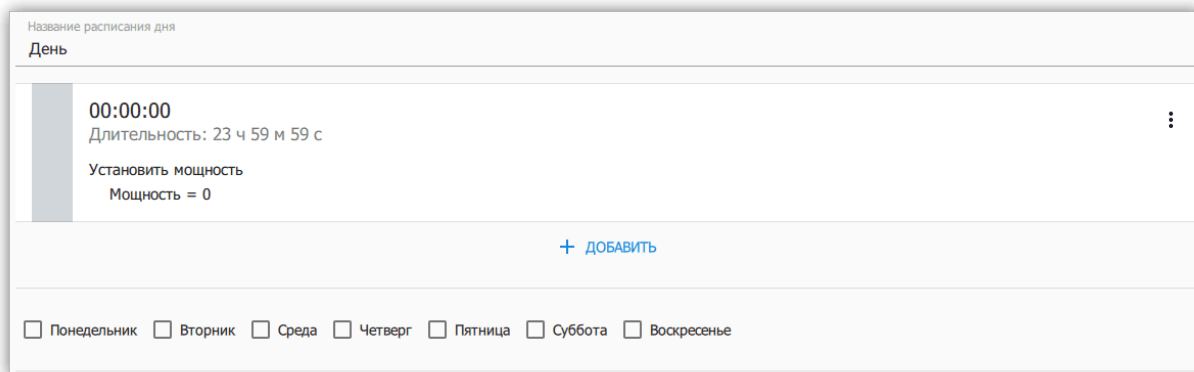 Название расписания дня
День
00:00:00
Длительность: 23 ч 59 м 59 с
Установить мощность
Мощность = 0
+ ДОБАВИТЬ
Понедельник Вторник Среда Четверг Пятница Суббота Воскресенье